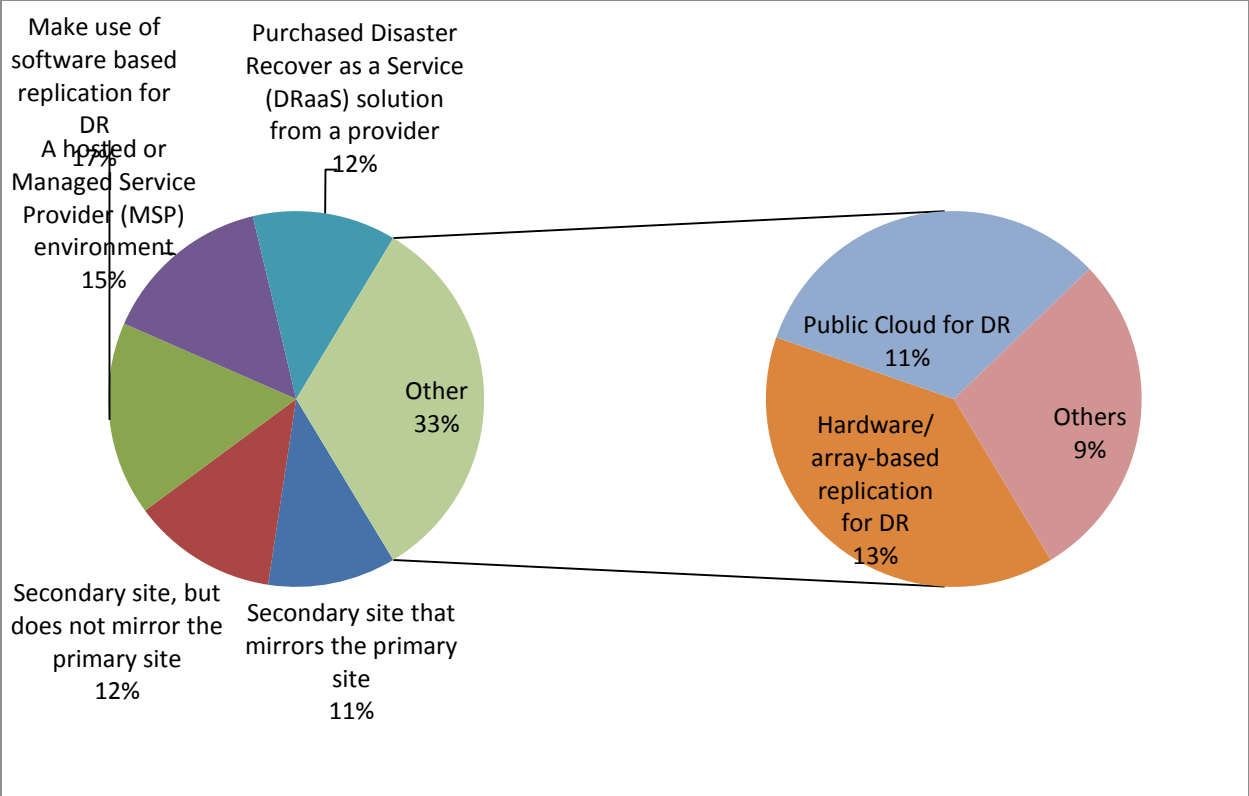 Make use of
software based
replication for
DR
17%
A hosted or
Managed Service
Provider (MSP)
environment
15%
Purchased Disaster
Recover as a Service
(DRaaS) solution
from a provider
12%
Other
33%
Secondary site, but
does not mirror the
primary site
12%
Secondary site that
mirrors the primary
site
11%
Public Cloud for DR
11%
Hardware/
array-based
replication
for DR
13%
Others
9%